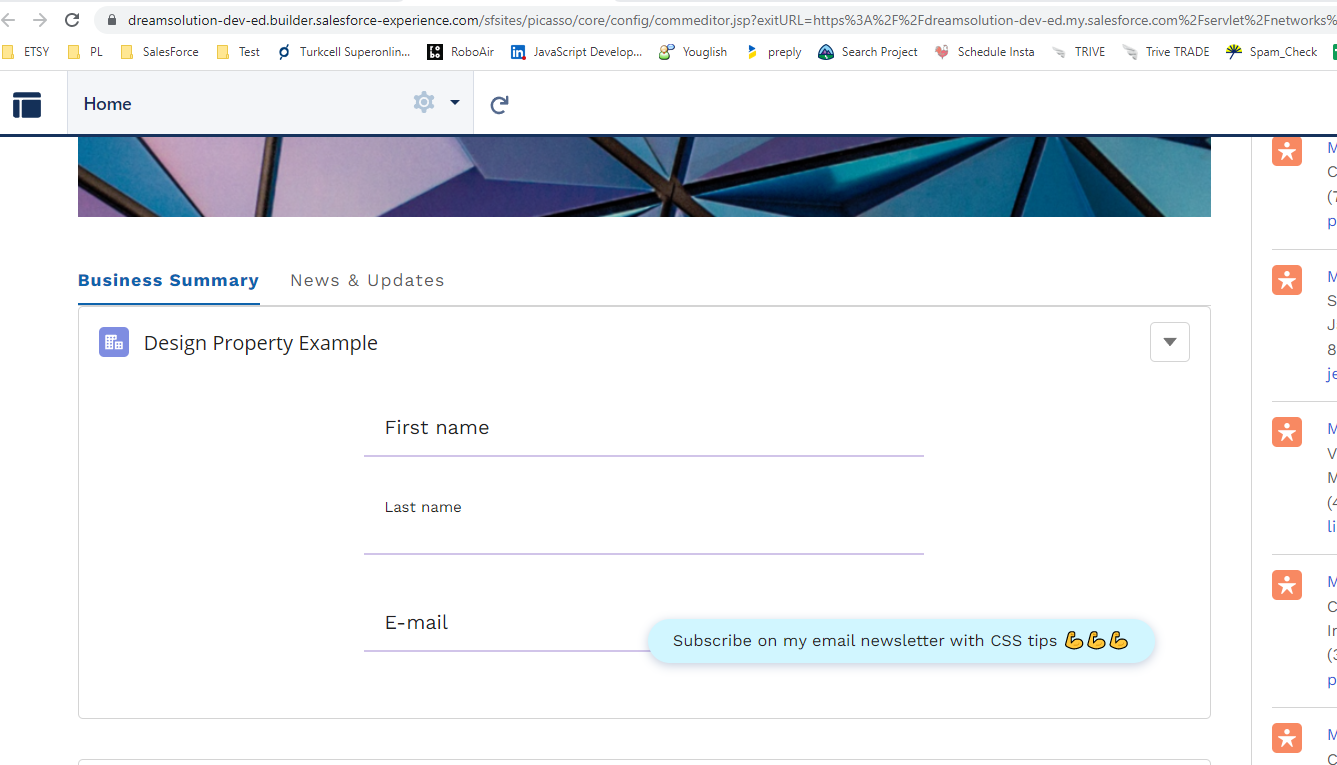 dreamsolution-dev-ed.builder.salesforce-experience.com/sfsites/picasso/core/config/commeditor.jsp?exitURL=https%3A%2F%2Fdreamsolution-dev-ed.my.salesforce.com%2Fservlet%2Fnetworks%
ETSY PL SalesForce Test Turkcell Superonlin... RoboAir JavaScript Develop... Youglish preply Search Project Schedule Insta TRIVE Trive TRADE Spam_Check
Home
M
C
(7
p
Business Summary News & Updates
M
S
J
8
je
Design Property Example
First name
M
V
M
(4
li
Last name
E-mail
Subscribe on my email newsletter with CSS tips 💪💪💪
M
C
In
(3
p
M
C